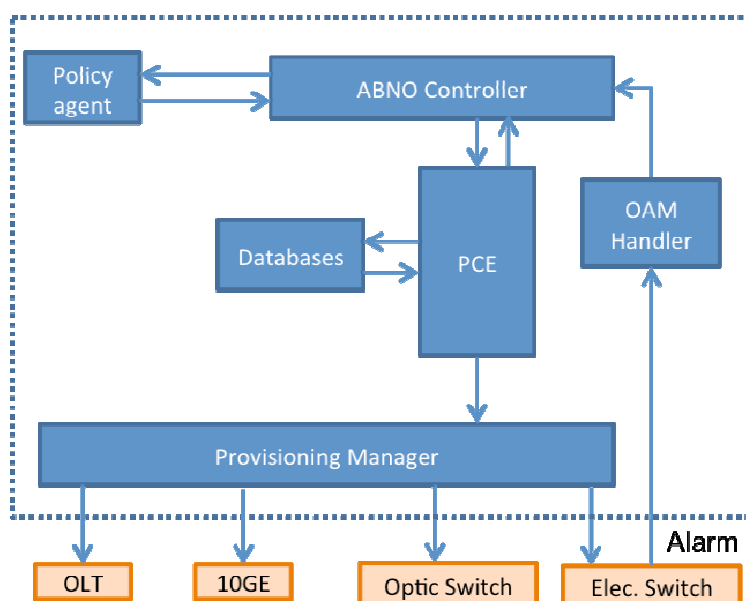 Policy
agent
ABNO Controller
OAM
Handler
Databases
PCE
Provisioning Manager
Alarm
OLT
10GE
Optic Switch
Elec. Switch